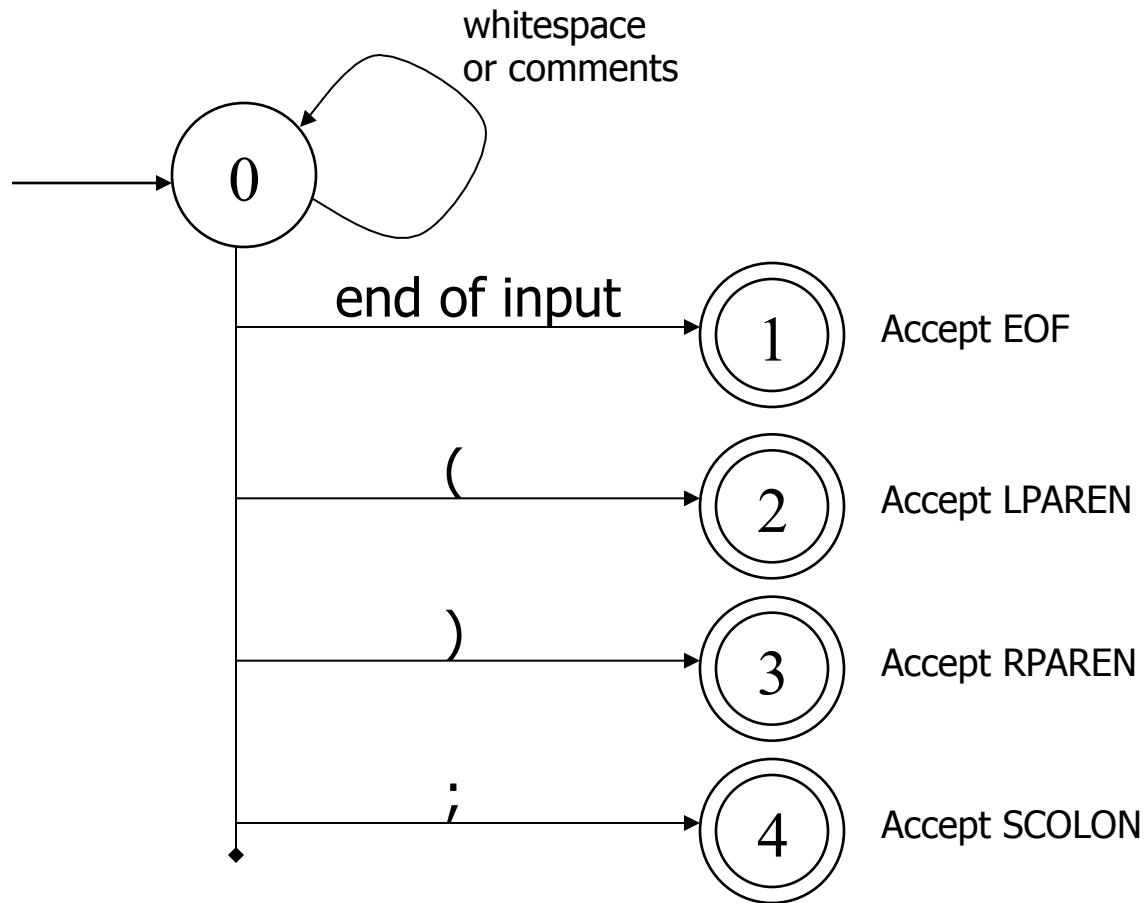 whitespace
or comments
0
end of input
1
Accept EOF
(
2
Accept LPAREN
)
3
Accept RPAREN
;
4
Accept SCOLON